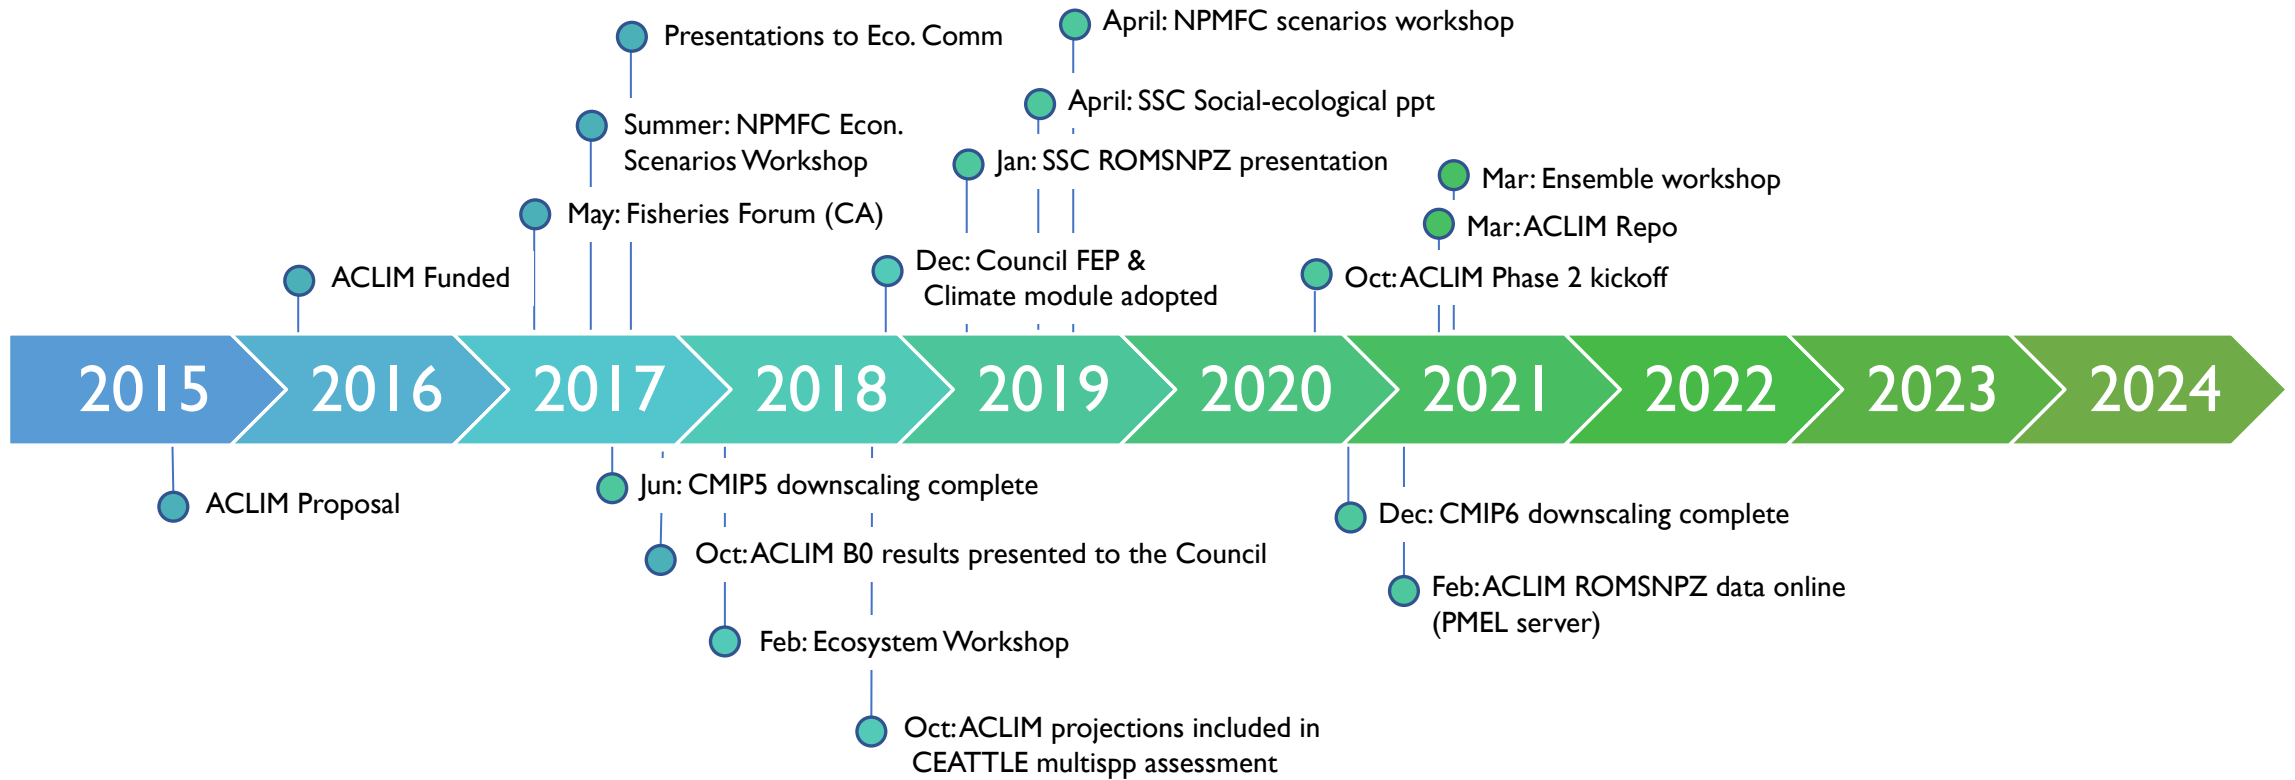 April: NPMFC scenarios workshop
Presentations to Eco. Comm
April: SSC Social-ecological ppt
Summer: NPMFC Econ.
Scenarios Workshop
Jan: SSC ROMSNPZ presentation
Mar: Ensemble workshop
May: Fisheries Forum (CA)
Mar: ACLIM Repo
ACLIM Funded
Dec: Council FEP &
Climate module adopted
Oct: ACLIM Phase 2 kickoff
2015 2016 2017 2018 2019 2020 2021 2022 2023 2024
ACLIM Proposal
Jun: CMIP5 downscaling complete
Dec: CMIP6 downscaling complete
Oct: ACLIM B0 results presented to the Council
Feb: ACLIM ROMSNPZ data online
(PMEL server)
Feb: Ecosystem Workshop
Oct: ACLIM projections included in
CEATTLE multispp assessment